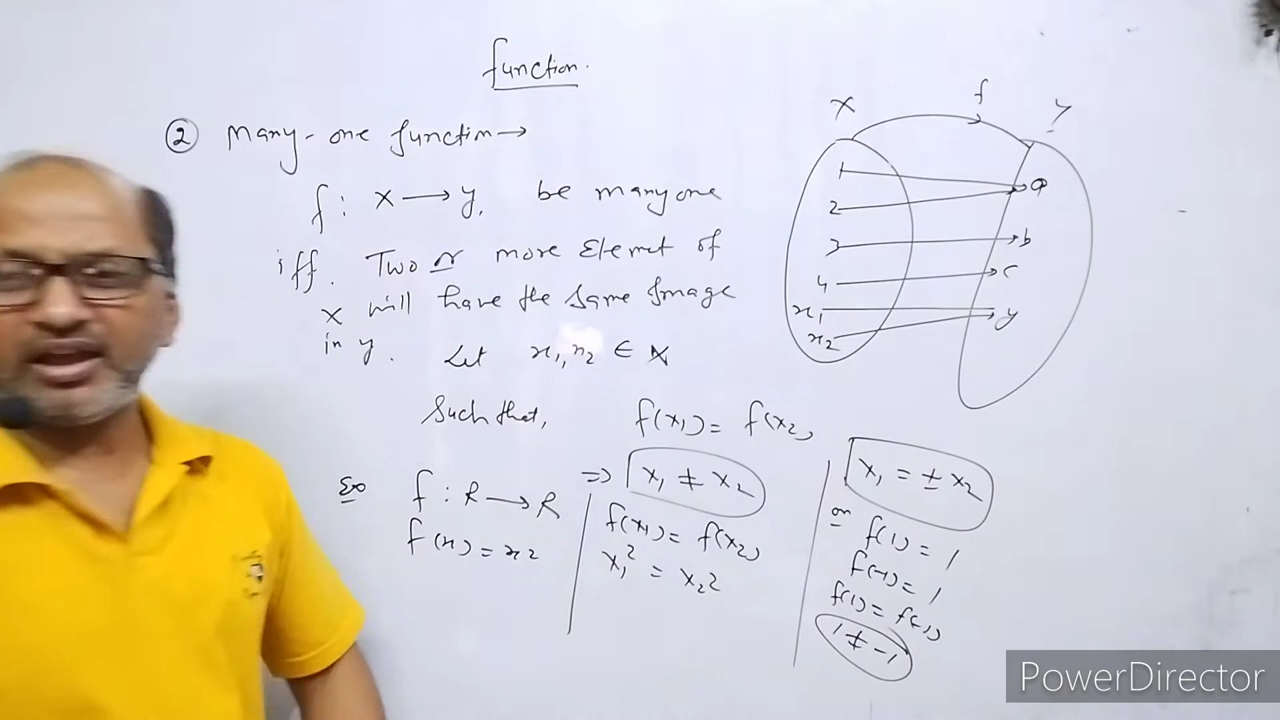 function.
② Many-one function→
f: X→Y, be many one
iff. Two or more Elemet of
X will have the same Image
in y. Let x₁, x₂ ∈ X
Such that, f(x₁) = f(x₂)
⇒ x₁ ≠ x₂
Ex f : R→R
f(x) = x²
f(x₁) = f(x₂)
x₁² = x₂²
x₁ = ± x₂
or f(1) = 1
f(-1) = 1
f(1) = f(-1)
1 ≠ -1
X f Y
1 a
2
3 b
4 c
x₁ y
x₂
PowerDirector